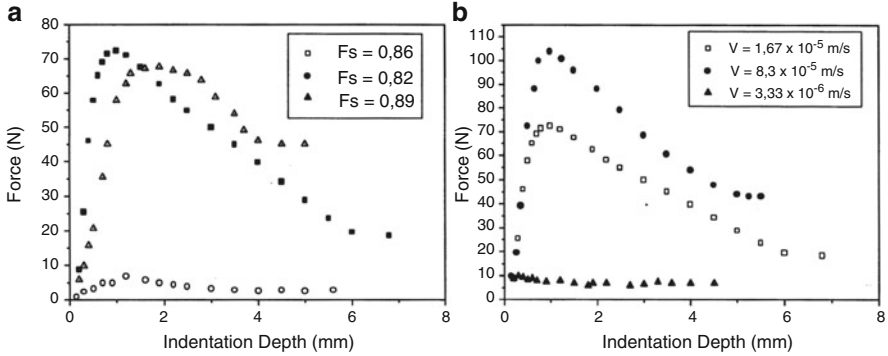 a
80
70
60
50
40
30
20
10
0
0
2
4
6
8
Force (N)
Indentation Depth (mm)
Fs = 0,86
Fs = 0,82
Fs = 0,89
b
110
100
90
80
70
60
50
40
30
20
10
0
0
2
4
6
8
Force (N)
Indentation Depth (mm)
V = 1,67 x 10-5 m/s
V = 8,3 x 10-5 m/s
V = 3,33 x 10-6 m/s